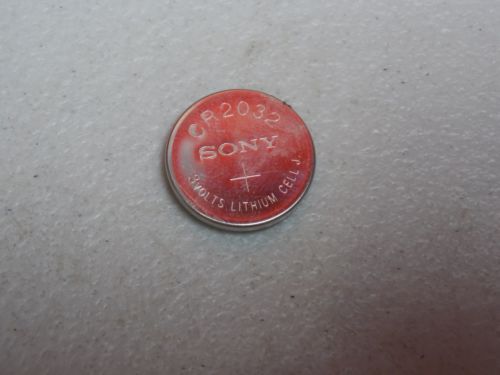 CR2032
SONY
+
3VOLTS LITHIUM CELL J.